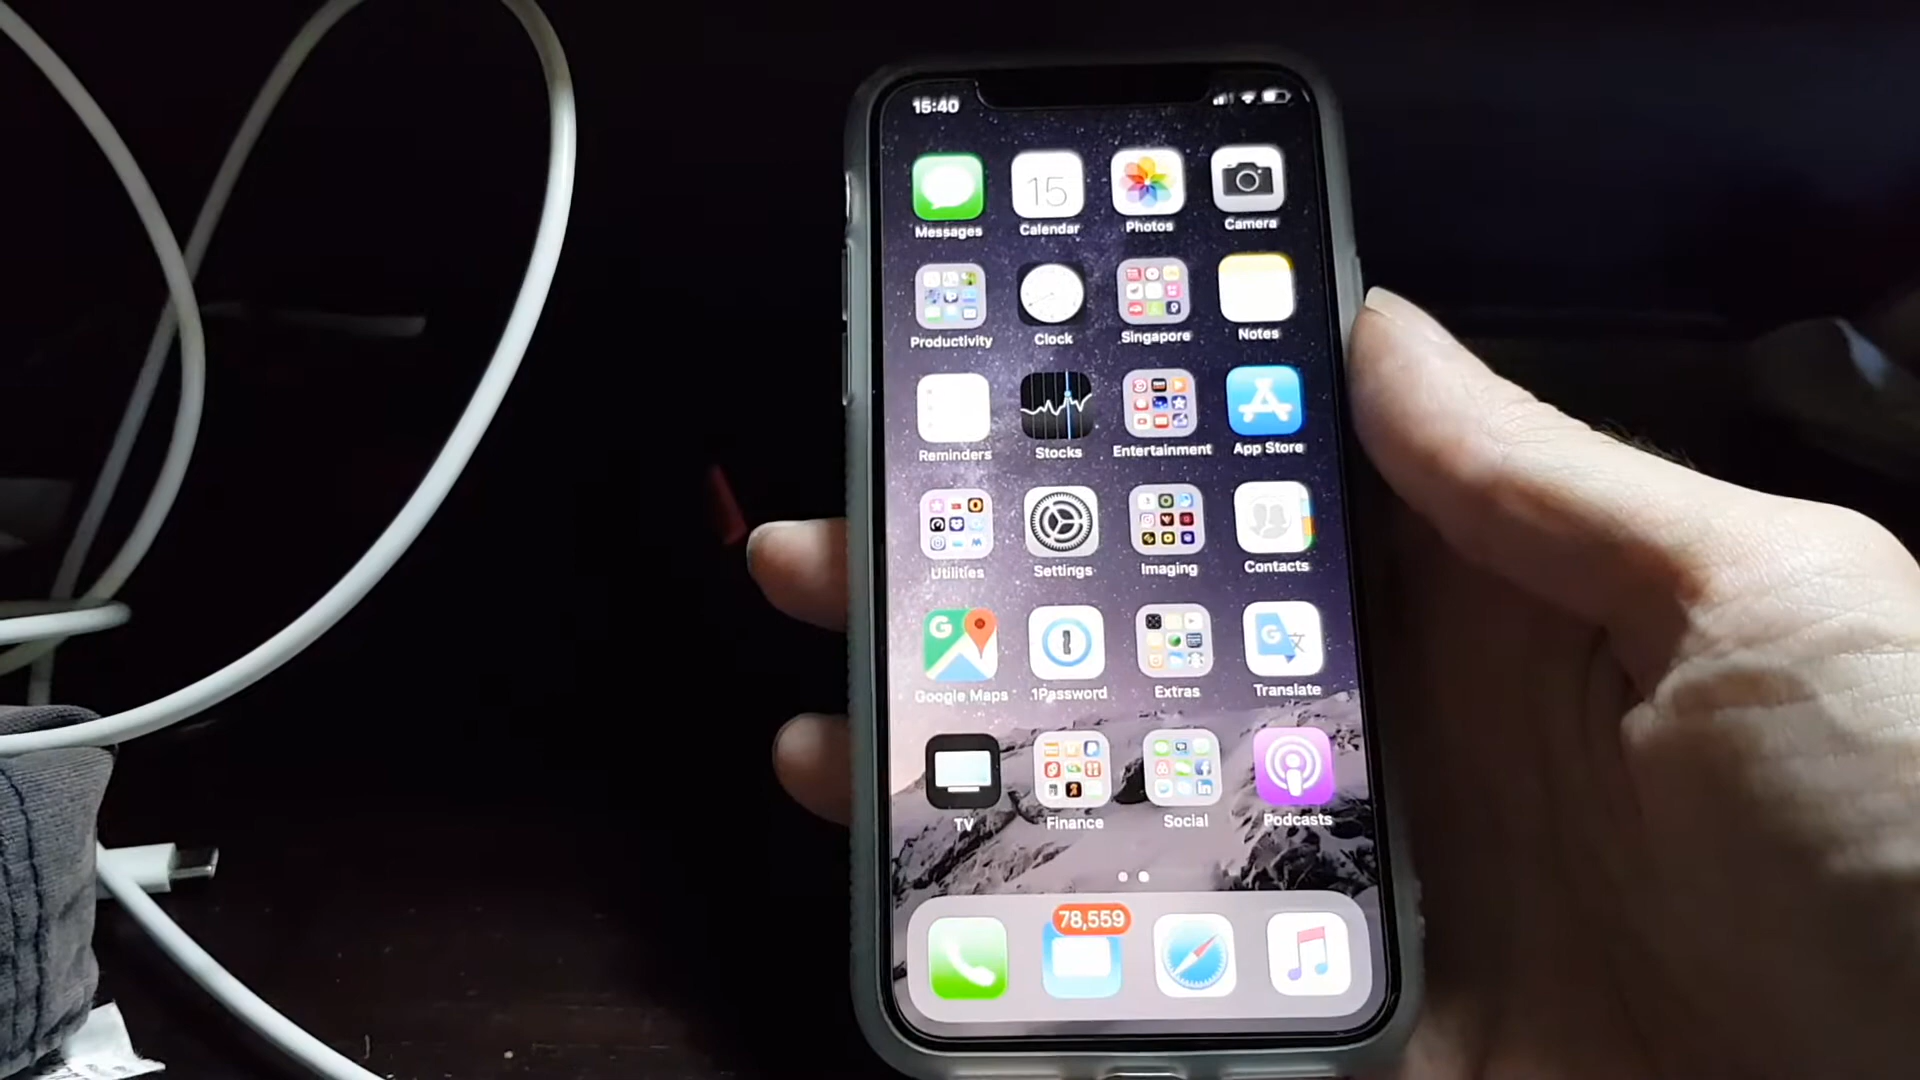 15:40
15
Messages Calendar Photos Camera
Productivity Clock Singapore Notes
Reminders Stocks Entertainment App Store
Utilities Settings Imaging Contacts
G G
Google Maps 1Password Extras Translate
TV Finance Social Podcasts
78,559